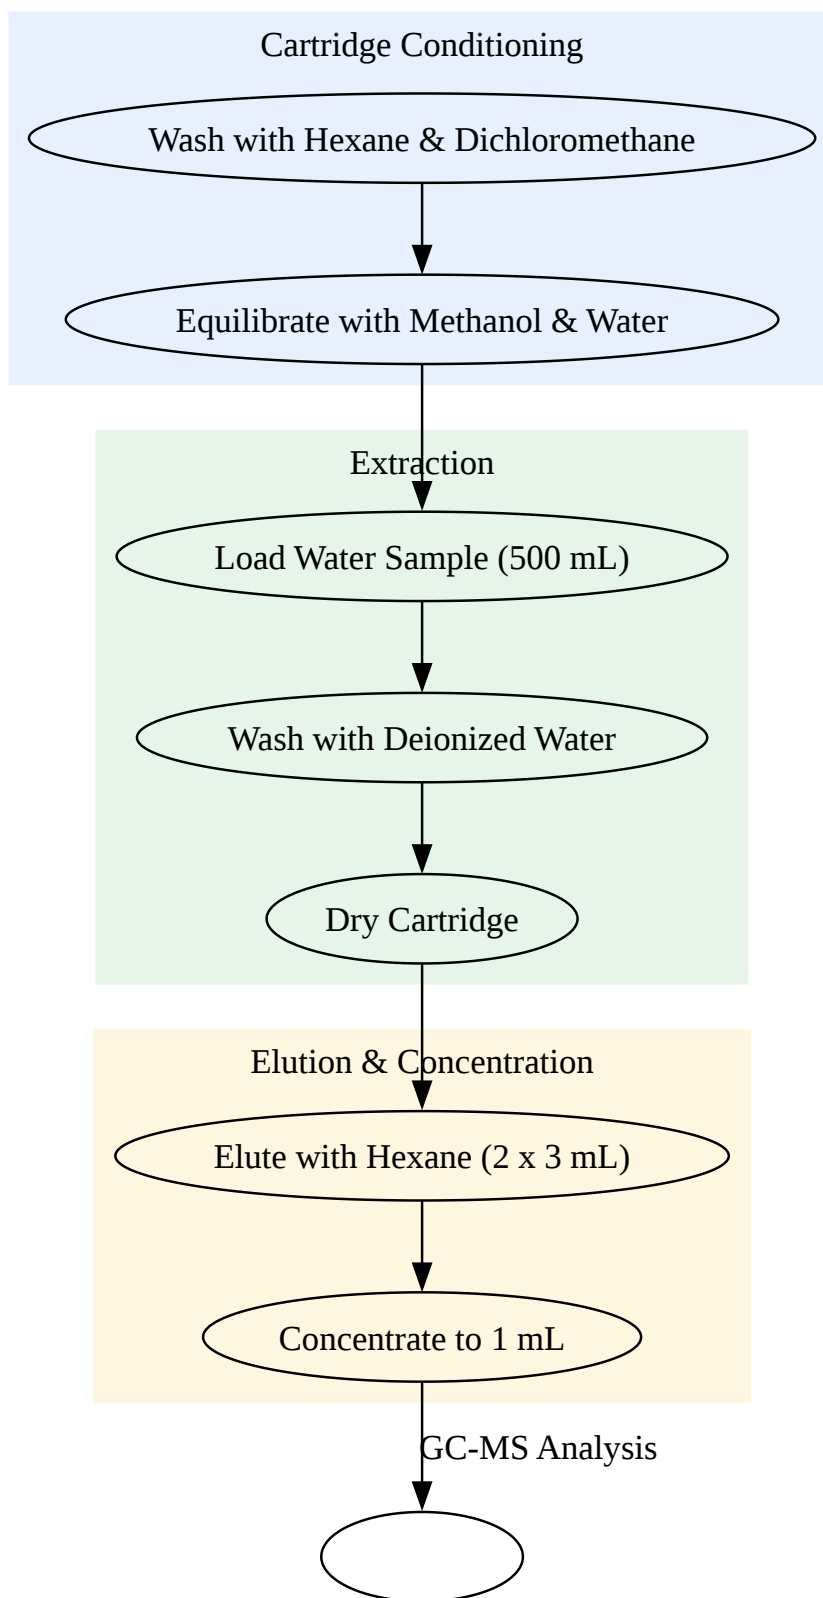 Cartridge Conditioning
Wash with Hexane & Dichloromethane
Equilibrate with Methanol & Water
Extraction
Load Water Sample (500 mL)
Wash with Deionized Water
Dry Cartridge
Elution & Concentration
Elute with Hexane (2 x 3 mL)
Concentrate to 1 mL
GC-MS Analysis